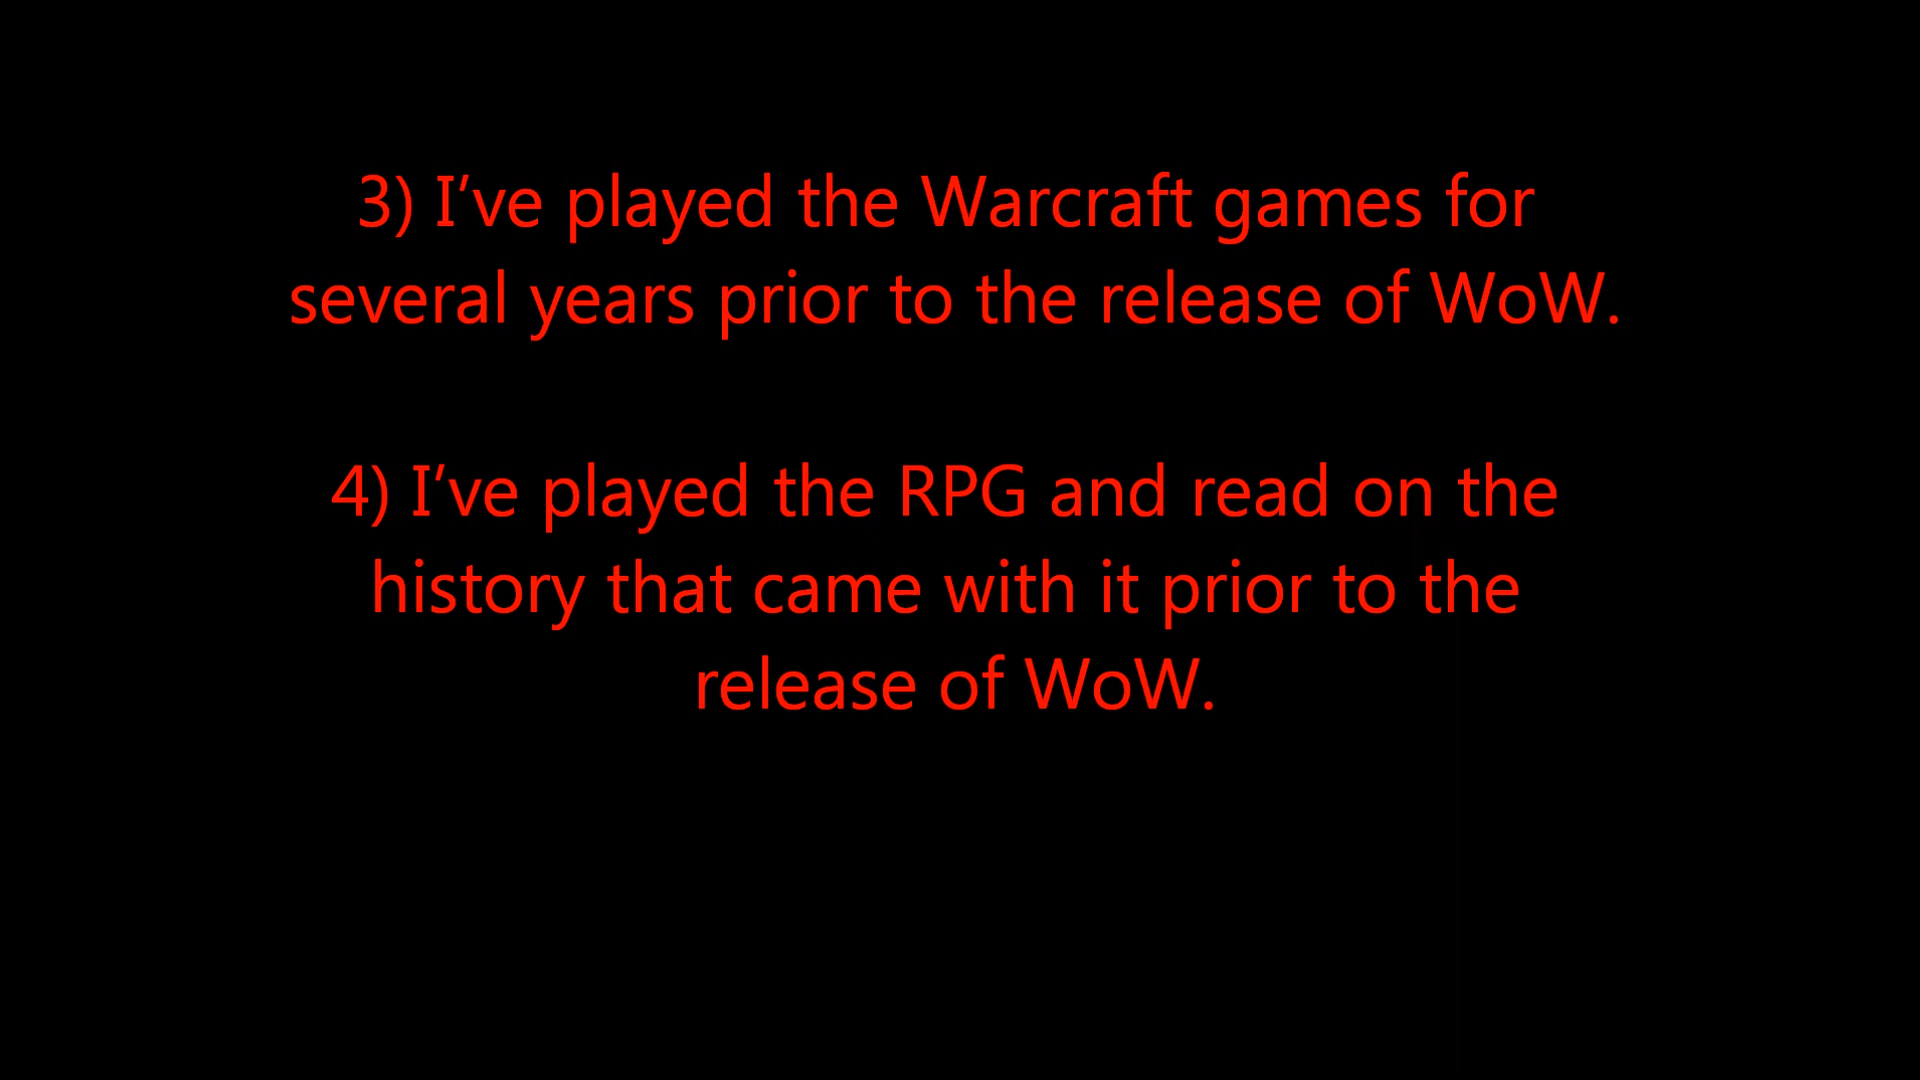 3) I’ve played the Warcraft games for
several years prior to the release of WoW.
4) I’ve played the RPG and read on the
history that came with it prior to the
release of WoW.